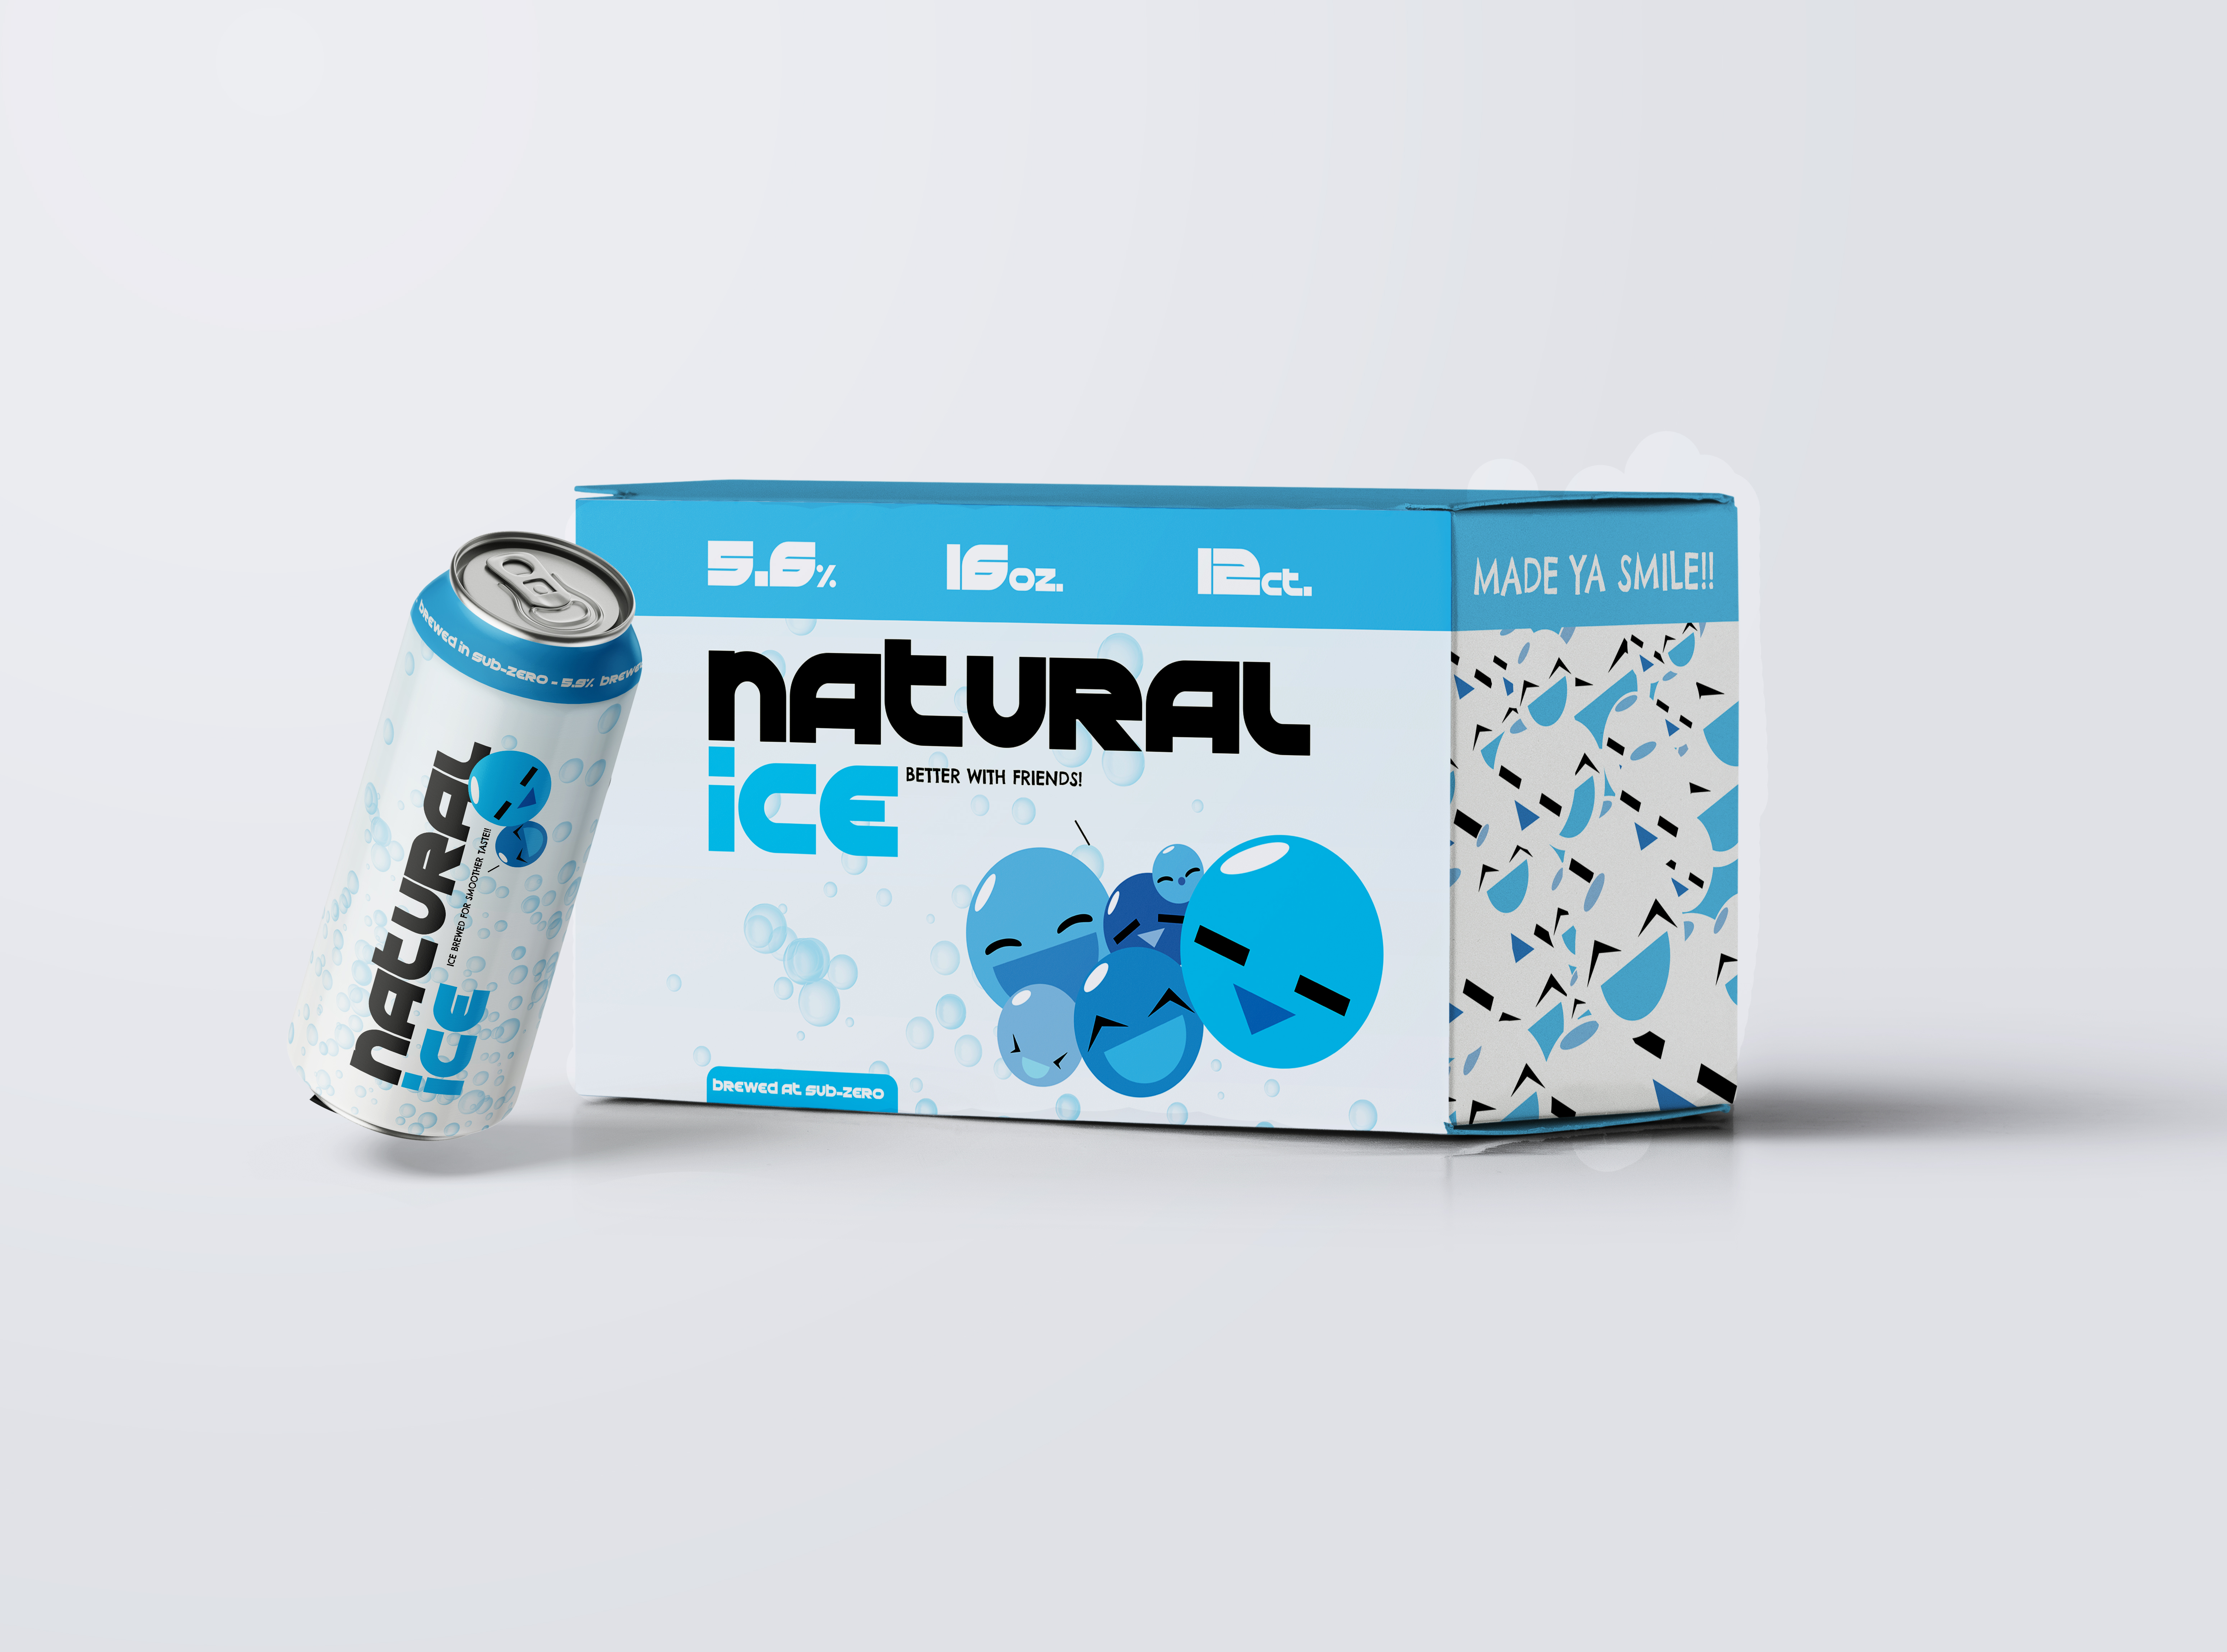 5.6% 16oz. 12ct.
MADE YA SMILE!!
NATURAL
ICE
BETTER WITH FRIENDS!
BREWED AT SUB-ZERO
BREWED IN SUB-ZERO - 5.9% BREWE
NATURAL
ICE BREWED FOR SMOOTHER TASTE!!
ICE